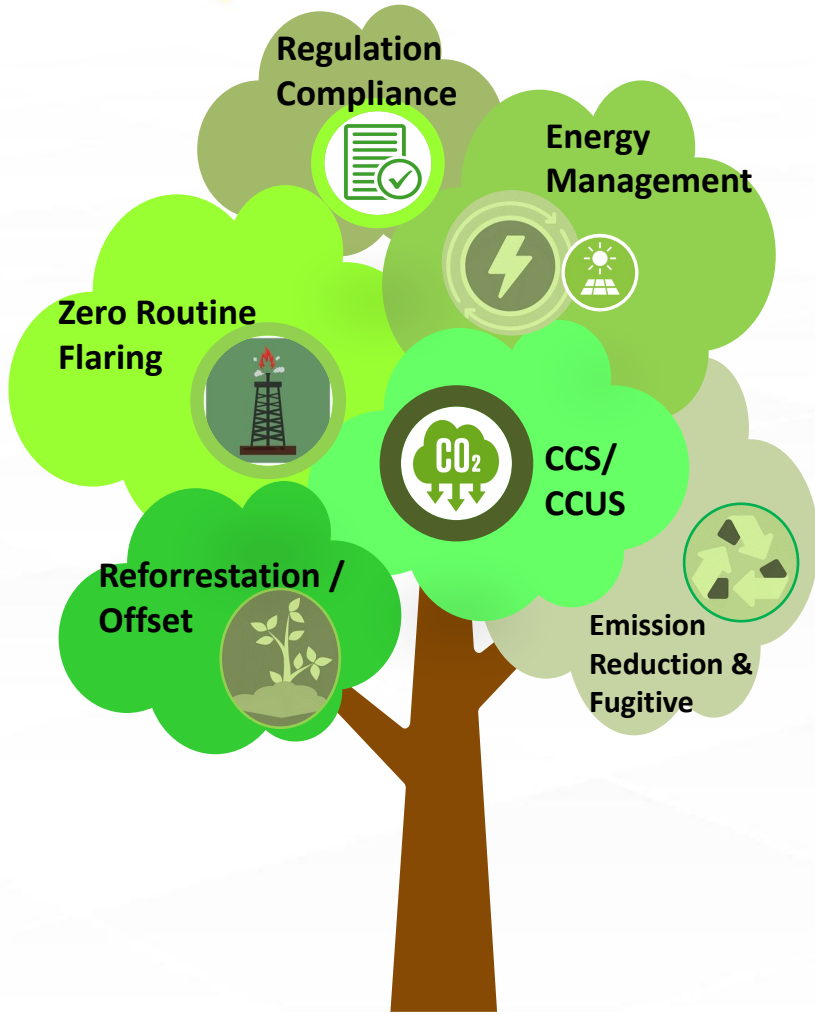 Regulation
Compliance
Energy
Management
Zero Routine
Flaring
CO₂
CCS/
CCUS
Reforrestation /
Offset
Emission
Reduction &
Fugitive